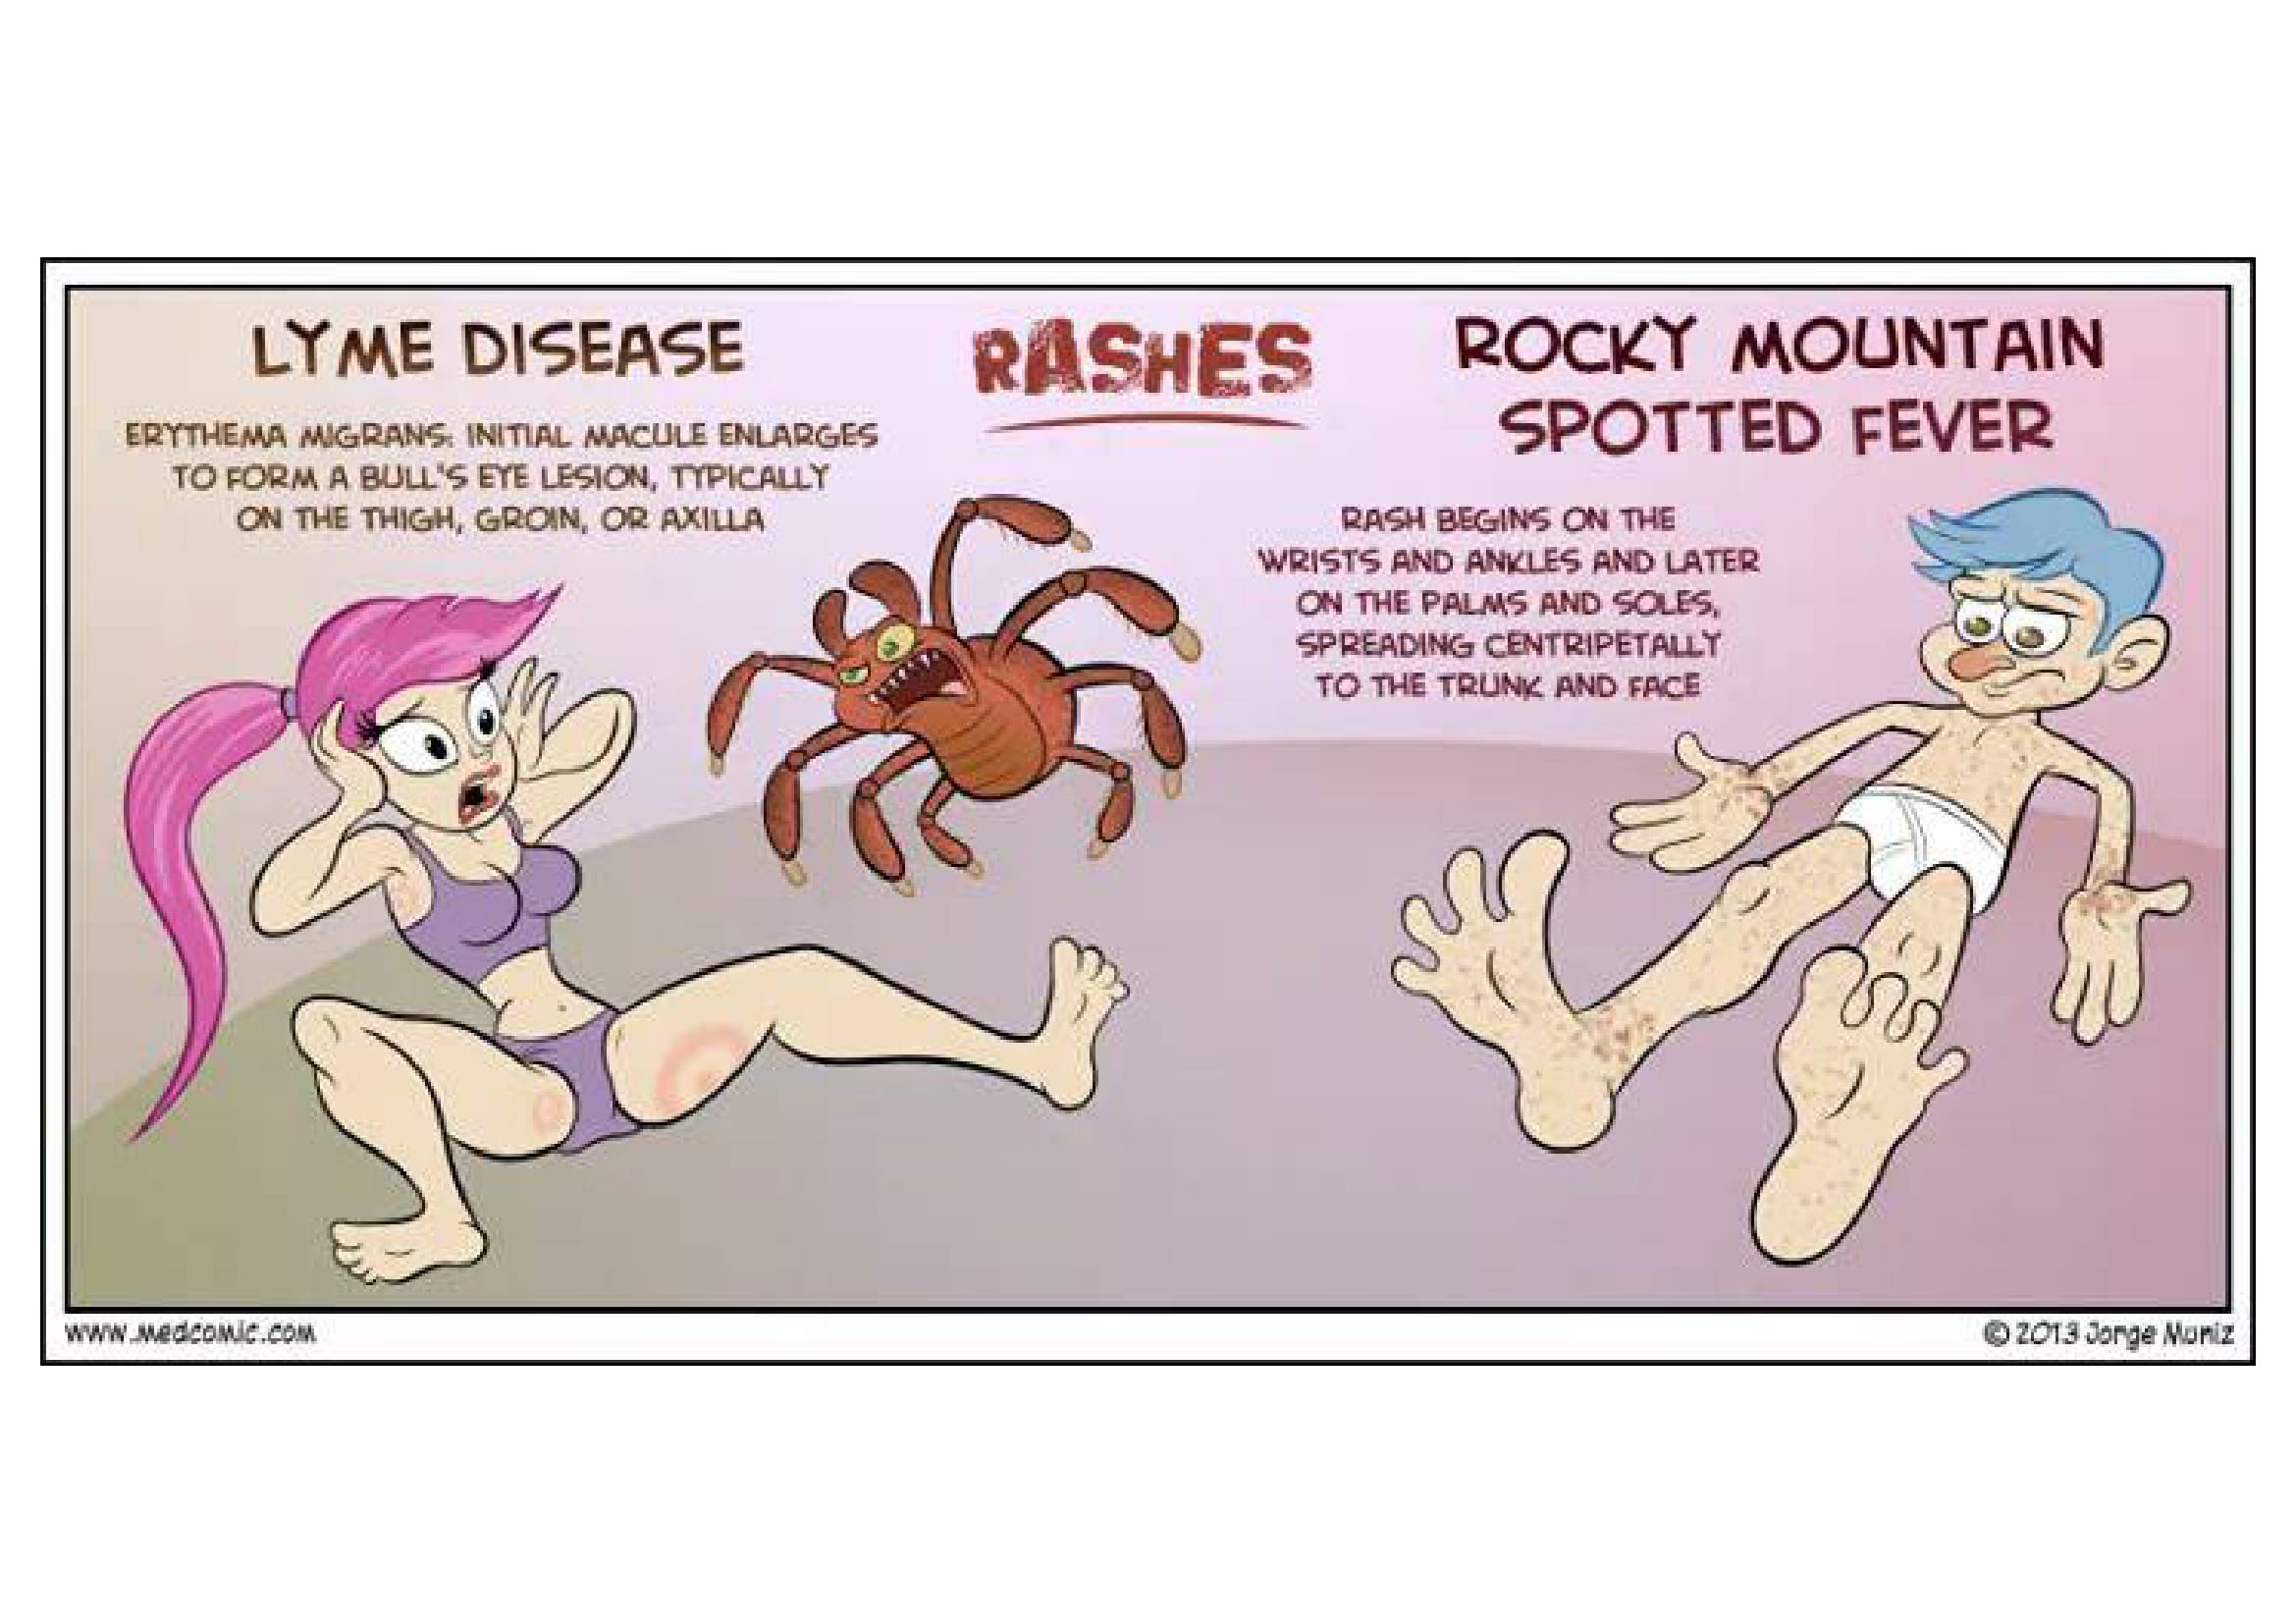 LYME DISEASE
ERYTHEMA MIGRANS: INITIAL MACULE ENLARGES
TO FORM A BULL'S EYE LESION, TYPICALLY
ON THE THIGH, GROIN, OR AXILLA
RASHES
ROCKY MOUNTAIN
SPOTTED FEVER
RASH BEGINS ON THE
WRISTS AND ANKLES AND LATER
ON THE PALMS AND SOLES,
SPREADING CENTRIPETALLY
TO THE TRUNK AND FACE
www.medcomic.com
© 2013 Jorge Muniz